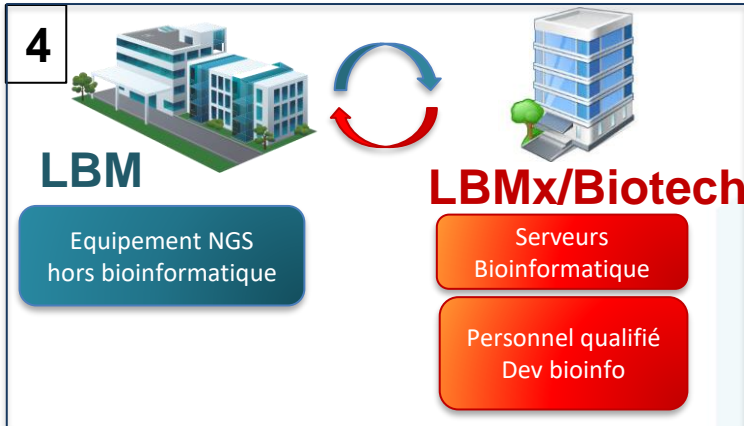 4
LBM
LBMx/Biotech
Equipement NGS
hors bioinformatique
Serveurs
Bioinformatique
Personnel qualifié
Dev bioinfo